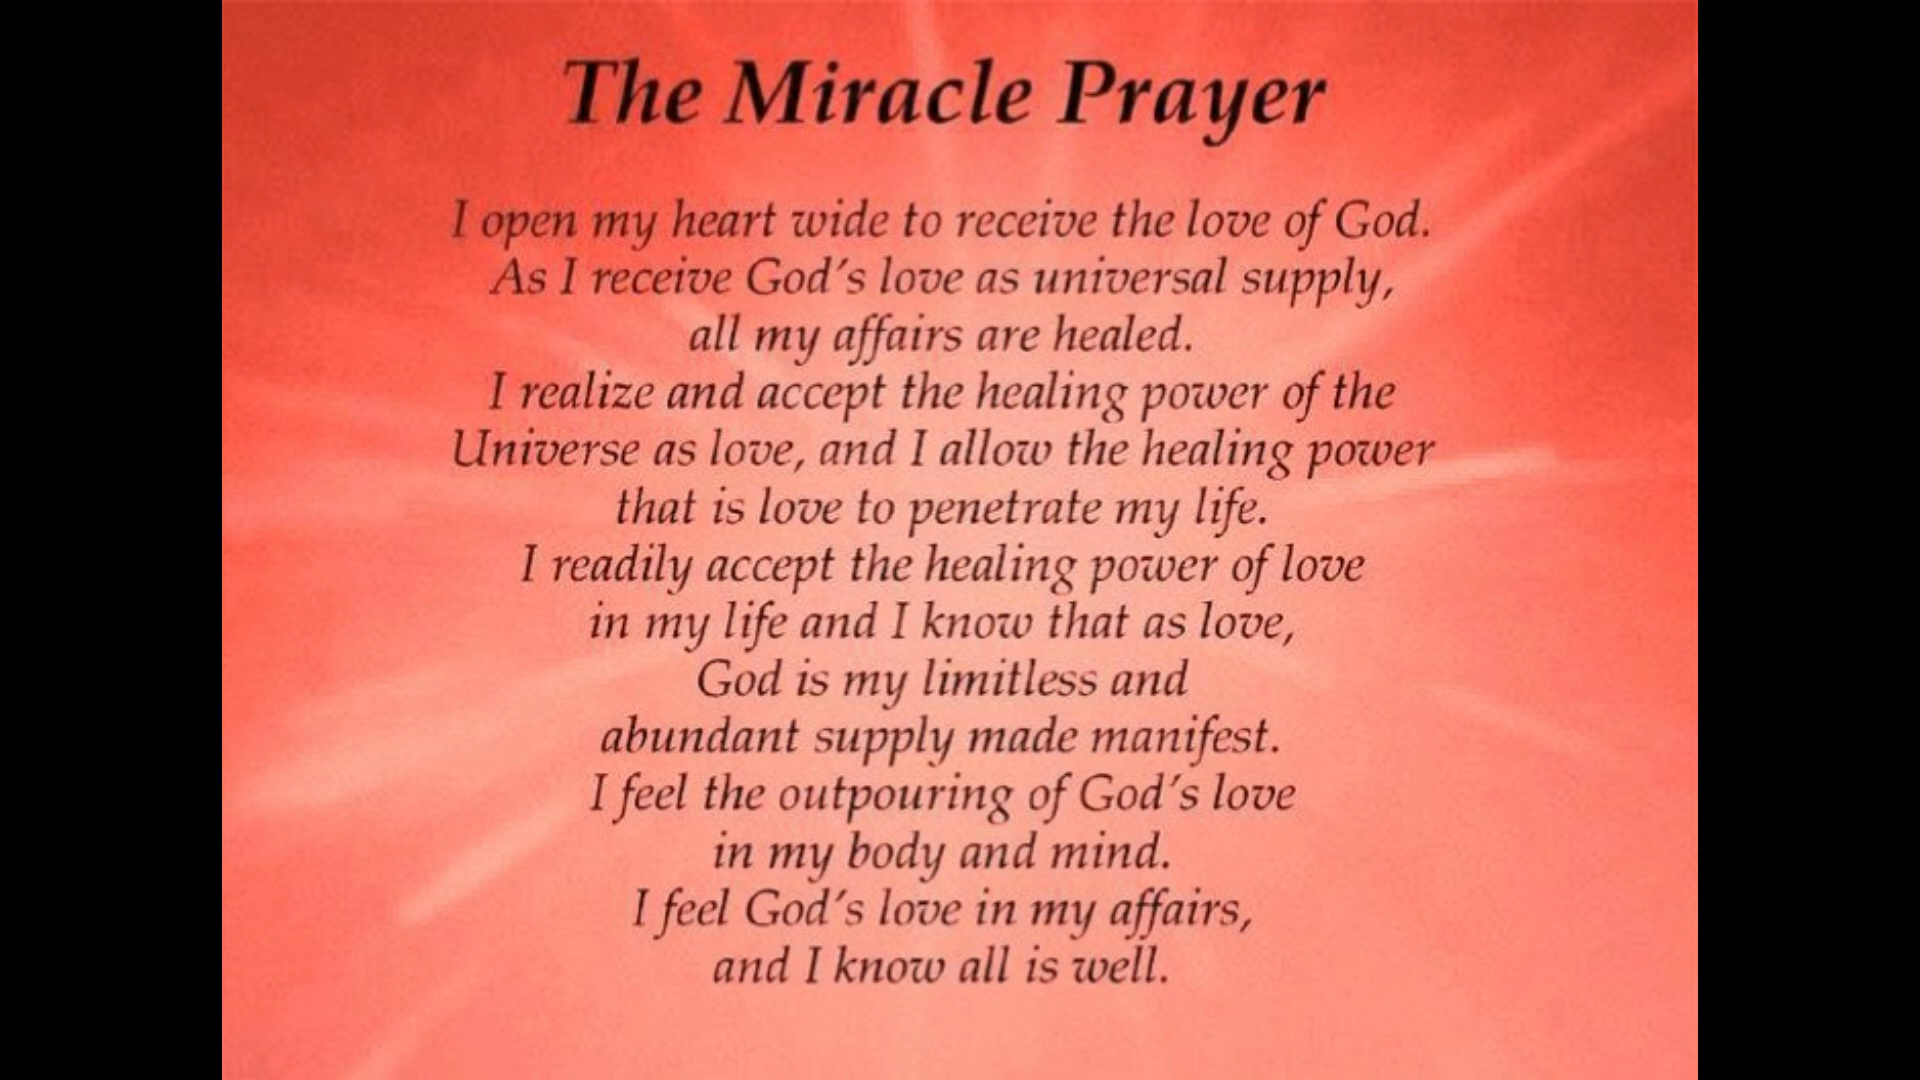 The Miracle Prayer
I open my heart wide to receive the love of God.
As I receive God's love as universal supply,
all my affairs are healed.
I realize and accept the healing power of the
Universe as love, and I allow the healing power
that is love to penetrate my life.
I readily accept the healing power of love
in my life and I know that as love,
God is my limitless and
abundant supply made manifest.
I feel the outpouring of God's love
in my body and mind.
I feel God's love in my affairs,
and I know all is well.